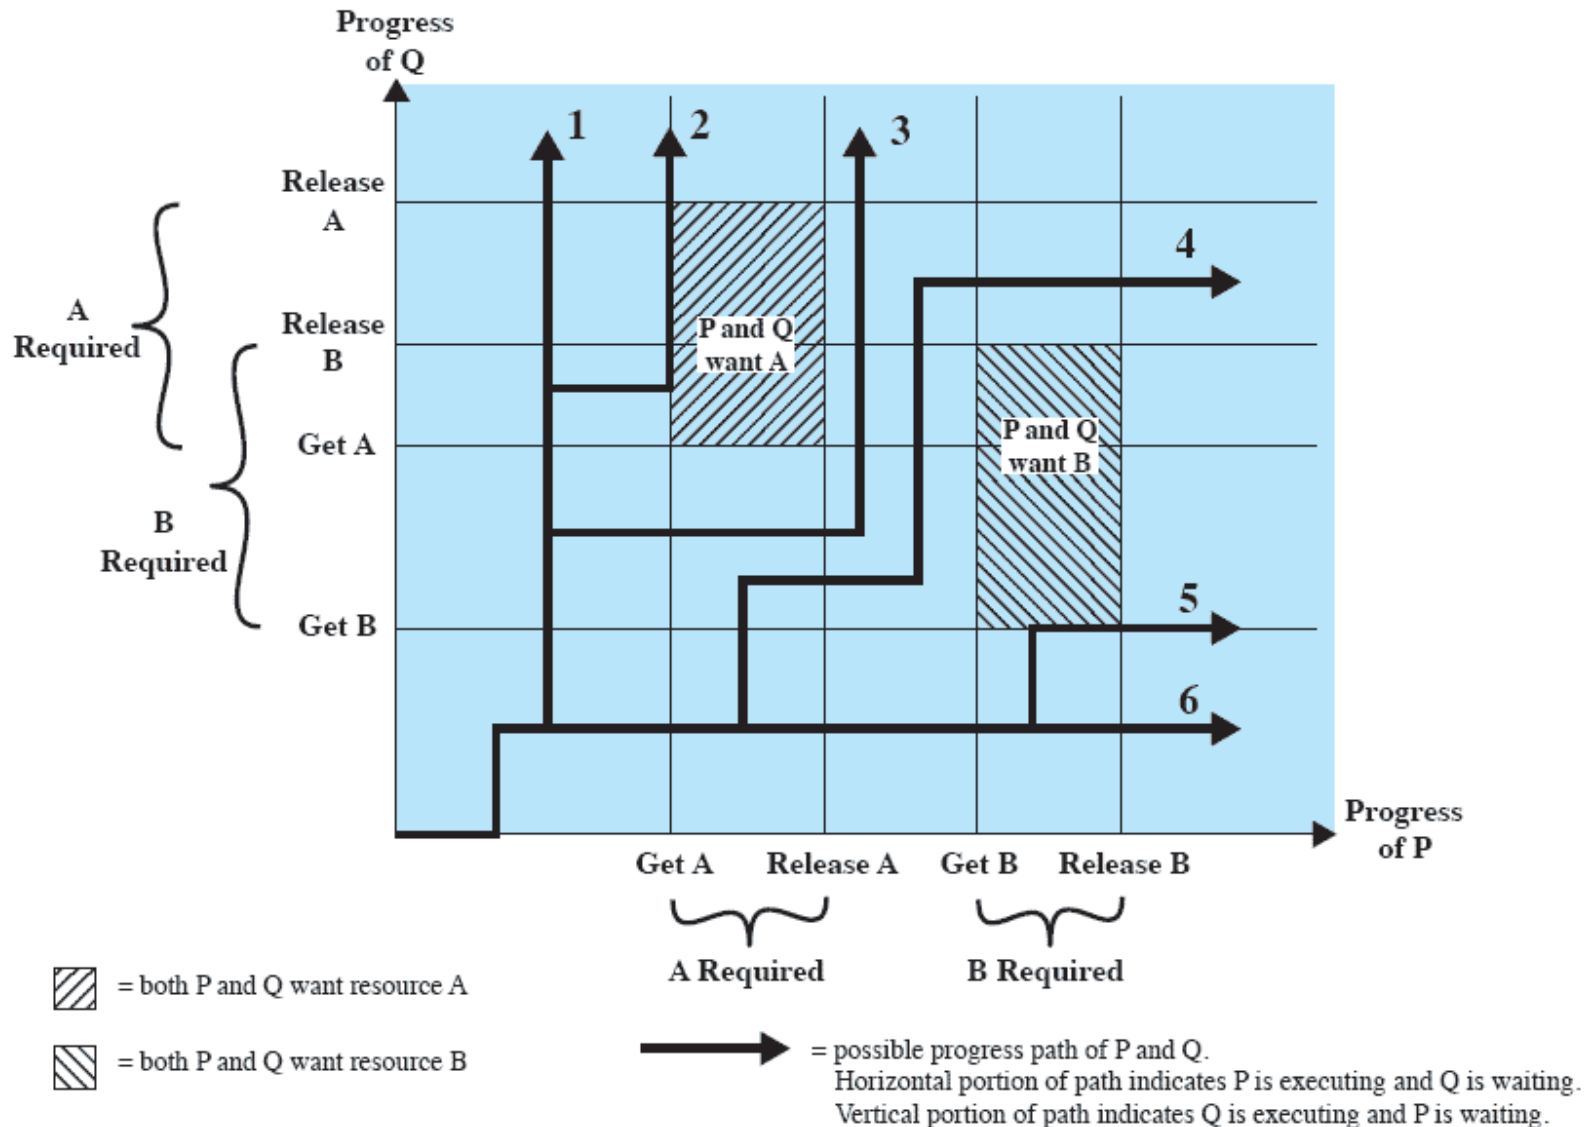 Progress
of Q
1
2
3
4
5
6
Release
A
Release
B
Get A
Get B
A
Required
B
Required
P and Q
want A
P and Q
want B
Progress
of P
Get A
Release A
Get B
Release B
A Required
B Required
= both P and Q want resource A
= both P and Q want resource B
= possible progress path of P and Q.
Horizontal portion of path indicates P is executing and Q is waiting.
Vertical portion of path indicates Q is executing and P is waiting.